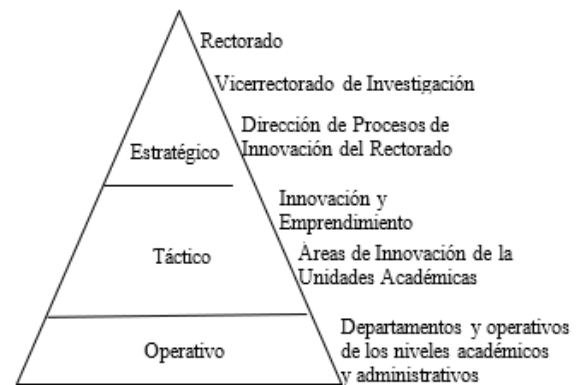 Rectorado
Vicerrectorado de Investigación
Dirección de Procesos de
Innovación del Rectorado
Estratégico
Innovación y
Emprendimiento
Áreas de Innovación de la
Unidades Académicas
Táctico
Departamentos y operativos
de los niveles académicos
y administrativos
Operativo